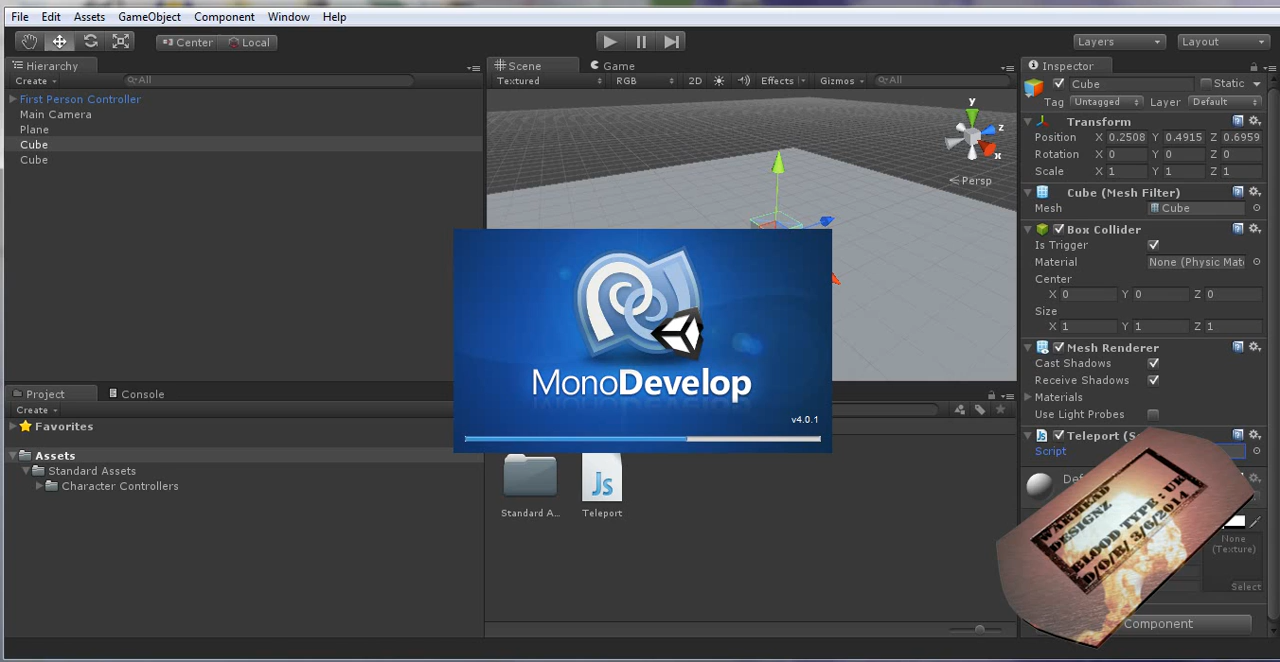 File Edit Assets GameObject Component Window Help
Center Local Layers Layout
Hierarchy
Create All
First Person Controller
Main Camera
Plane
Cube
Cube
Scene Game
Textured RGB 2D Effects Gizmos All
y
z
x
Persp
MonoDevelop
v4.0.1
Project Console
Create
Favorites
Assets
Standard Assets
Character Controllers
Js
Standard A... Teleport
Inspector
Cube Static
Tag Untagged Layer Default
Transform
Position X 0.2508 Y 0.4915 Z 0.6959
Rotation X 0 Y 0 Z 0
Scale X 1 Y 1 Z 1
Cube (Mesh Filter)
Mesh Cube
Box Collider
Is Trigger
Material None (Physic Mat
Center
X 0 Y 0 Z 0
Size
X 1 Y 1 Z 1
Mesh Renderer
Cast Shadows
Receive Shadows
Materials
Use Light Probes
Js Teleport (S
Script
None
(Texture)
Select
Component
WARHEAD
DESIGNZ
BLOOD TYPE : UK
D/O/B/ 3/6/2014